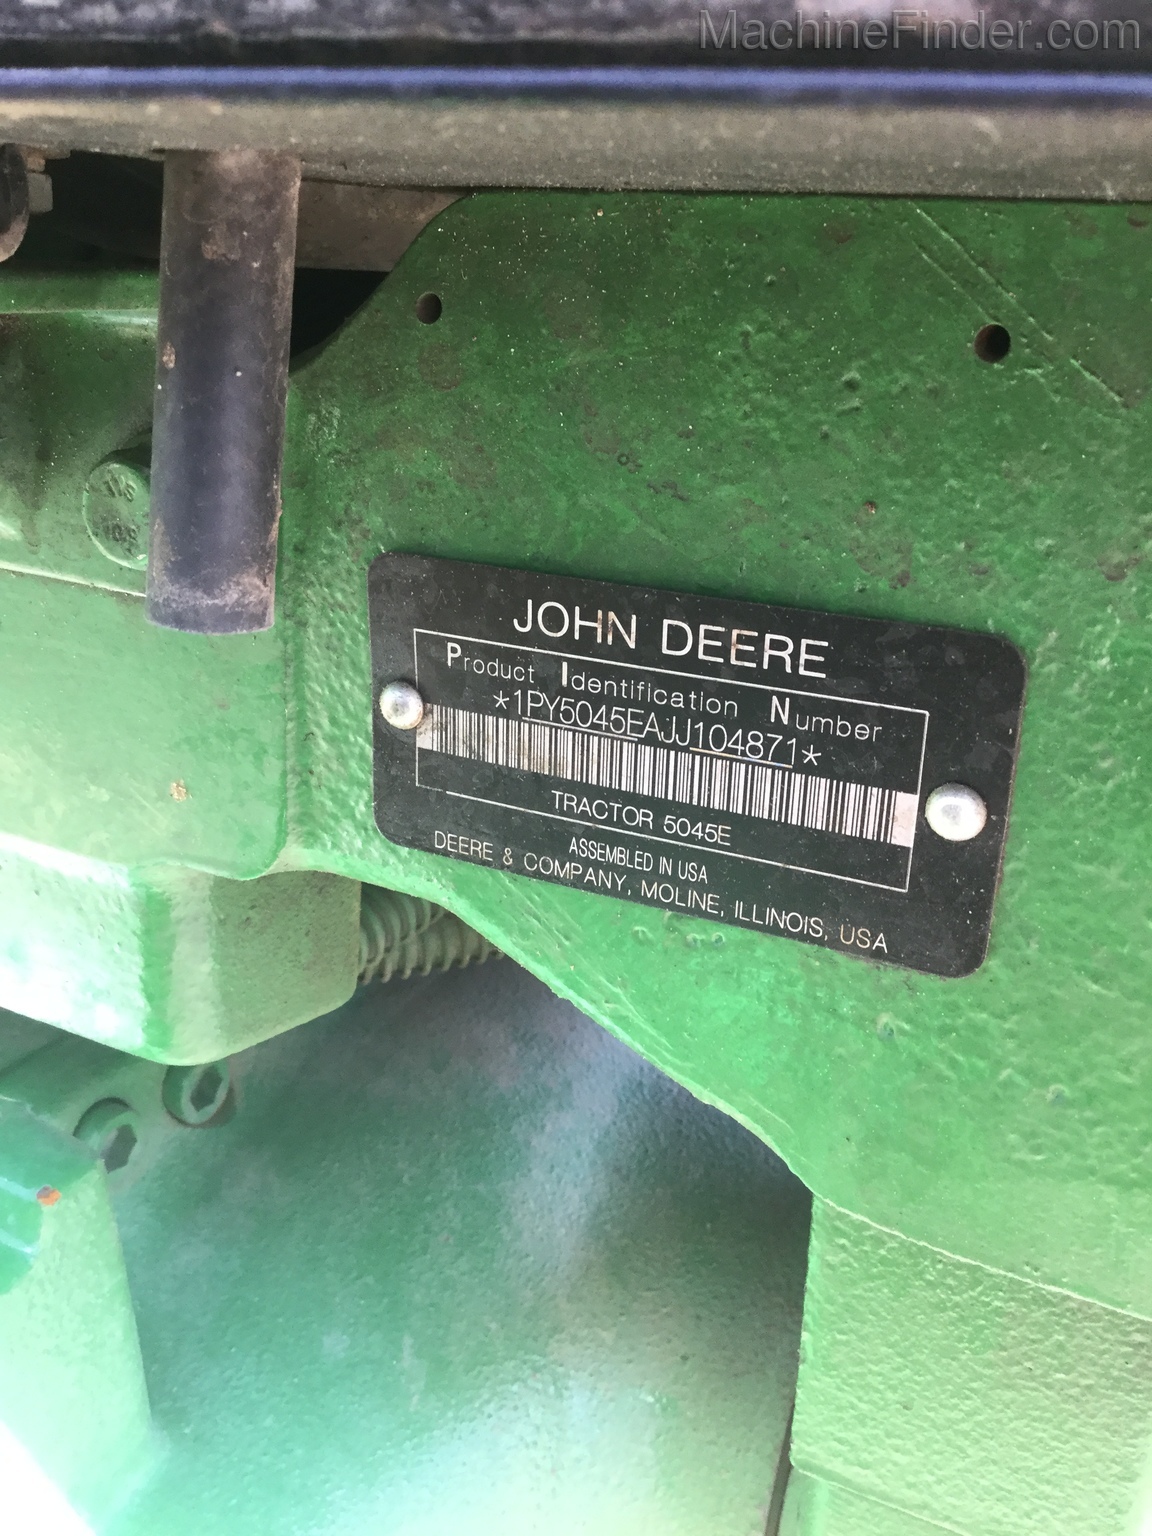 MachineFinder.com
JOHN DEERE
Product Identification Number
*1PY5045EAJJ104871*
TRACTOR 5045E
ASSEMBLED IN USA
DEERE & COMPANY, MOLINE, ILLINOIS, USA